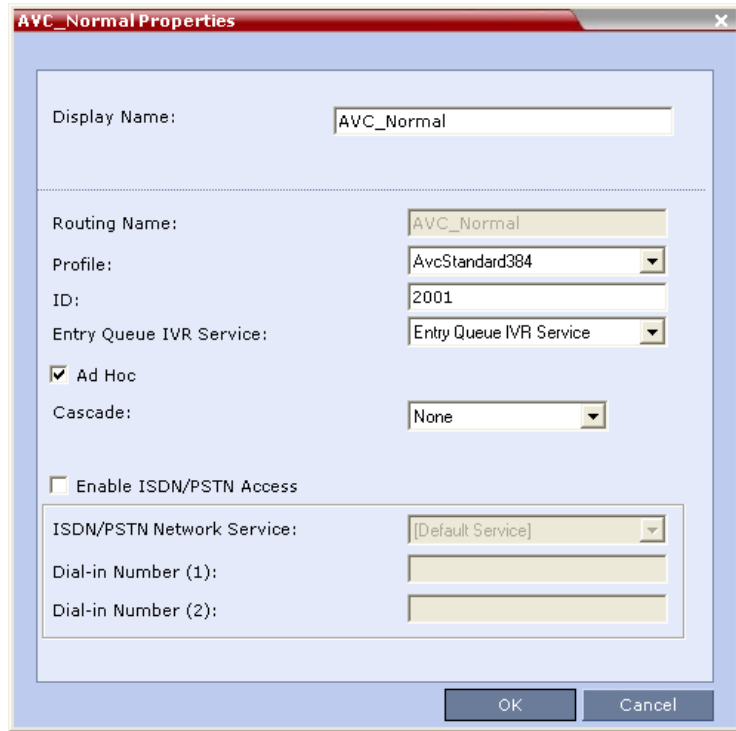 AVC_Normal Properties
Display Name: AVC_Normal
Routing Name: AVC_Normal
Profile: AvcStandard384
ID: 2001
Entry Queue IVR Service: Entry Queue IVR Service
Ad Hoc
Cascade: None
Enable ISDN/PSTN Access
ISDN/PSTN Network Service: [Default Service]
Dial-in Number (1):
Dial-in Number (2):
OK Cancel